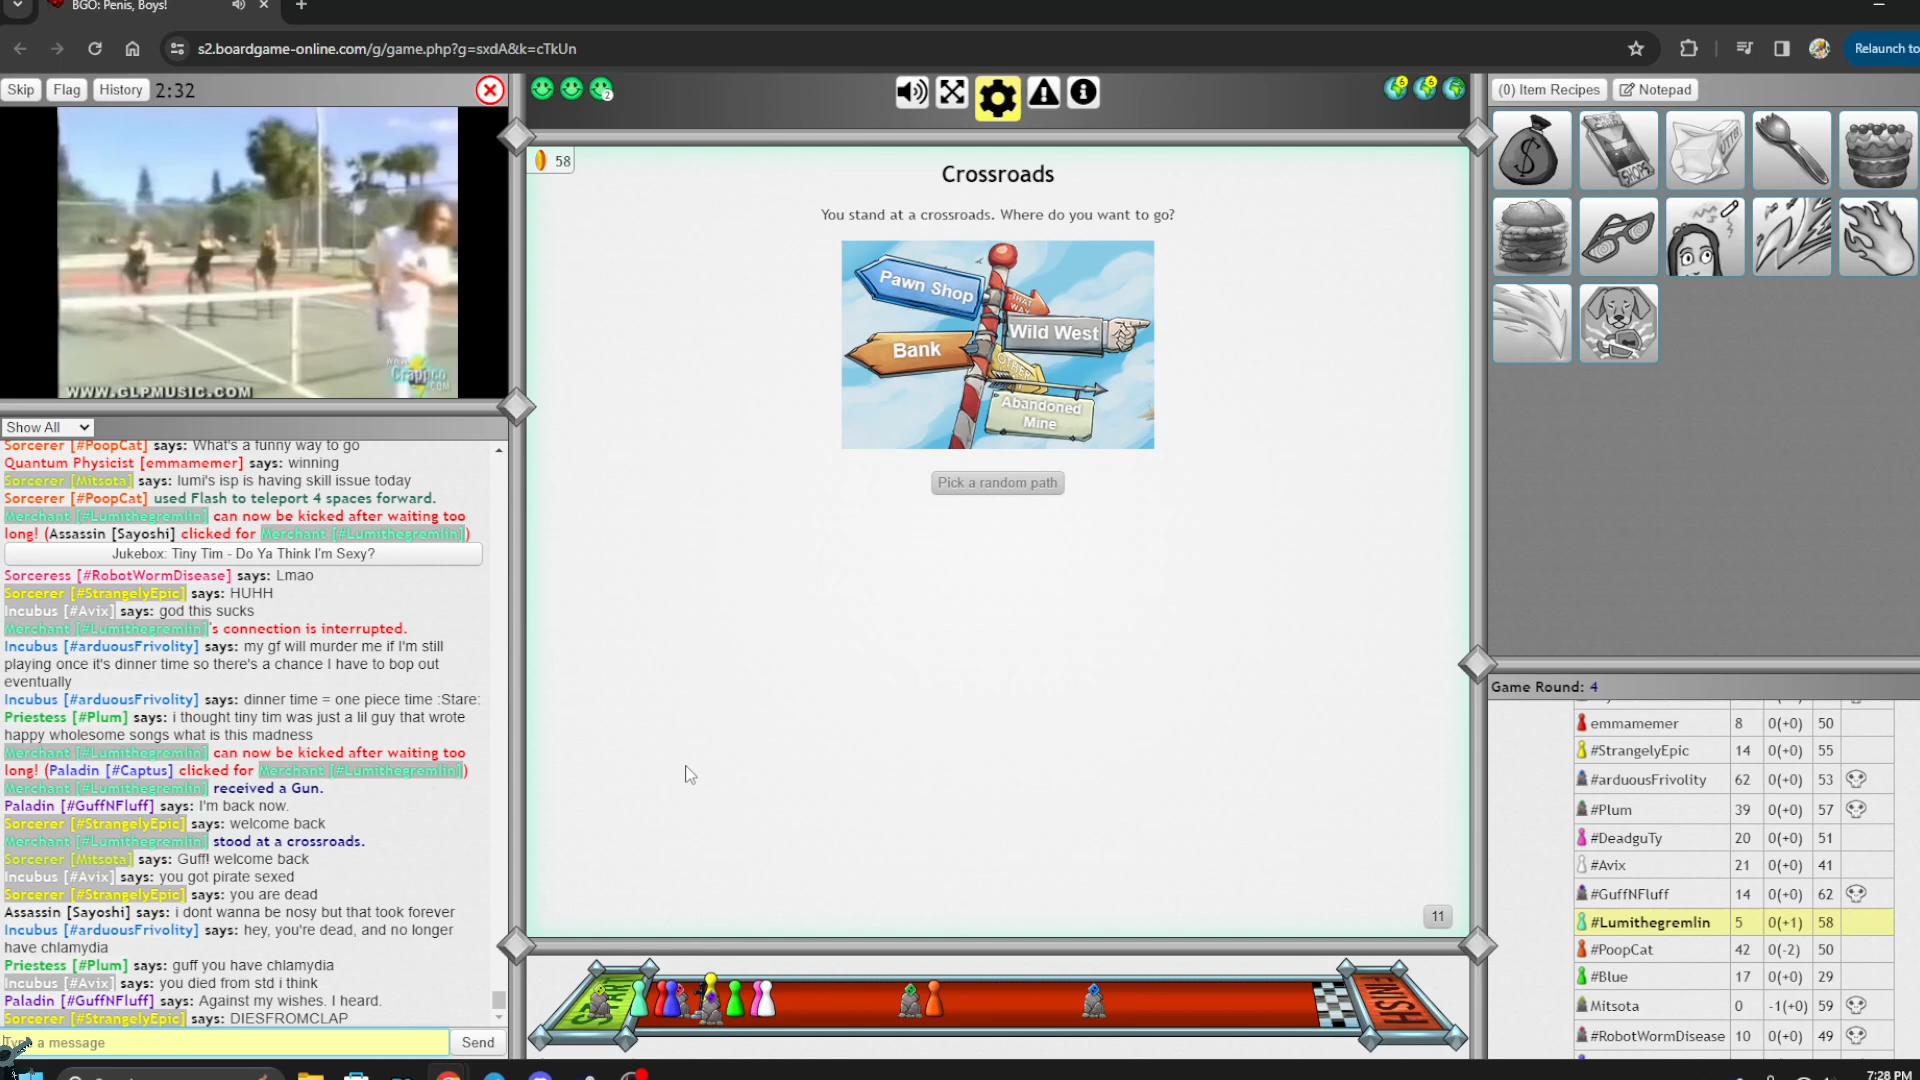 BGO: Penis, Boys!
s2.boardgame-online.com/g/game.php?g=sxdA&k=cTkUn
Relaunch to
Skip
Flag
History
2:32
WWW.GLPMUSIC.COM
Crappco
Show All
Sorcerer [#PoopCat] says: What's a funny way to go
Quantum Physicist [emmamemer] says: winning
Sorcerer [Mitsota] says: lumi's isp is having skill issue today
Sorcerer [#PoopCat] used Flash to teleport 4 spaces forward.
Merchant [#Lumithegremlin] can now be kicked after waiting too
long! (Assassin [Sayoshi] clicked for Merchant [#Lumithegremlin])
Jukebox: Tiny Tim - Do Ya Think I'm Sexy?
Sorceress [#RobotWormDisease] says: Lmao
Sorcerer [#StrangelyEpic] says: HUHH
Incubus [#Avix] says: god this sucks
Merchant [#Lumithegremlin]'s connection is interrupted.
Incubus [#arduousFrivolity] says: my gf will murder me if I'm still
playing once it's dinner time so there's a chance I have to bop out
eventually
Incubus [#arduousFrivolity] says: dinner time = one piece time :Stare:
Priestess [#Plum] says: i thought tiny tim was just a lil guy that wrote
happy wholesome songs what is this madness
Merchant [#Lumithegremlin] can now be kicked after waiting too
long! (Paladin [#Captus] clicked for Merchant [#Lumithegremlin])
Merchant [#Lumithegremlin] received a Gun.
Paladin [#GuffNFluff] says: I'm back now.
Sorcerer [#StrangelyEpic] says: welcome back
Merchant [#Lumithegremlin] stood at a crossroads.
Sorcerer [Mitsota] says: Guff! welcome back
Incubus [#Avix] says: you got pirate sexed
Sorcerer [#StrangelyEpic] says: you are dead
Assassin [Sayoshi] says: i dont wanna be nosy but that took forever
Incubus [#arduousFrivolity] says: hey, you're dead, and no longer
have chlamydia
Priestess [#Plum] says: guff you have chlamydia
Incubus [#Avix] says: you died from std i think
Paladin [#GuffNFluff] says: Against my wishes. I heard.
Sorcerer [#StrangelyEpic] says: DIESFROMCLAP
a message
Send
2
6
6
58
Crossroads
You stand at a crossroads. Where do you want to go?
Pawn Shop
THAT WAY
Wild West
Bank
OTHER
Abandoned
Mine
Pick a random path
11
FINISH
(0) Item Recipes
Notepad
Game Round: 4
emmamemer 8 0(+0) 50
#StrangelyEpic 14 0(+0) 55
#arduousFrivolity 62 0(+0) 53
#Plum 39 0(+0) 57
#DeadguTy 20 0(+0) 51
#Avix 21 0(+0) 41
#GuffNFluff 14 0(+0) 62
#Lumithegremlin 5 0(+1) 58
#PoopCat 42 0(-2) 50
#Blue 17 0(+0) 29
Mitsota 0 -1(+0) 59
#RobotWormDisease 10 0(+0) 49
7:28 PM